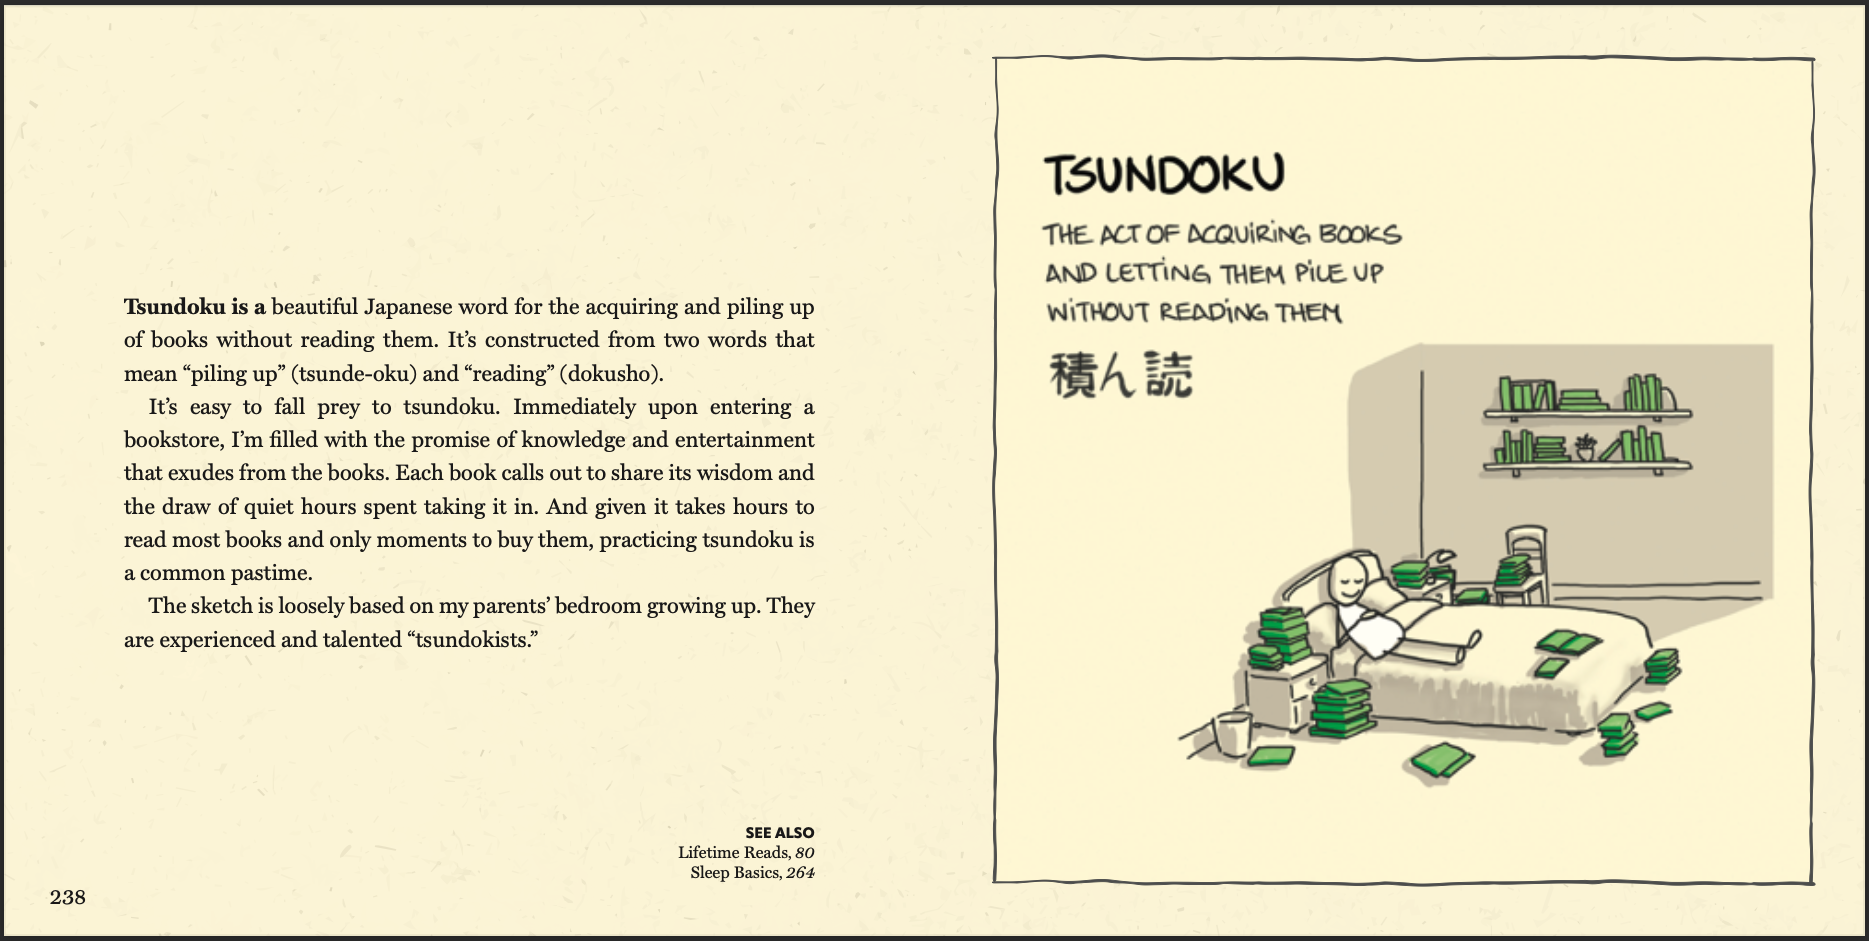 Tsundoku is a beautiful Japanese word for the acquiring and piling up
of books without reading them. It’s constructed from two words that
mean “piling up” (tsunde-oku) and “reading” (dokusho).
It’s easy to fall prey to tsundoku. Immediately upon entering a
bookstore, I’m filled with the promise of knowledge and entertainment
that exudes from the books. Each book calls out to share its wisdom and
the draw of quiet hours spent taking it in. And given it takes hours to
read most books and only moments to buy them, practicing tsundoku is
a common pastime.
The sketch is loosely based on my parents’ bedroom growing up. They
are experienced and talented “tsundokists.”
SEE ALSO
Lifetime Reads, 80
Sleep Basics, 264
238
TSUNDOKU
THE ACT OF ACQUIRING BOOKS
AND LETTING THEM PILE UP
WITHOUT READING THEM
積ん読